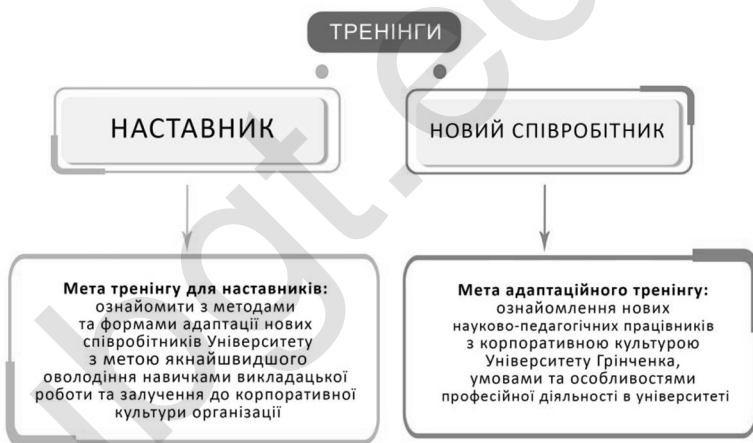 ТРЕНІНГИ
НАСТАВНИК
НОВИЙ СПІВРОБІТНИК
Мета тренінгу для наставників:
ознайомити з методами
та формами адаптації нових
співробітників Університету
з метою якнайшвидшого
оволодіння навичками викладацької
роботи та залучення до корпоративної
культури організації
Мета адаптаційного тренінгу:
ознайомлення нових
науково-педагогічних працівників
з корпоративною культурою
Університету Грінченка,
умовами та особливостями
професійної діяльності в університеті